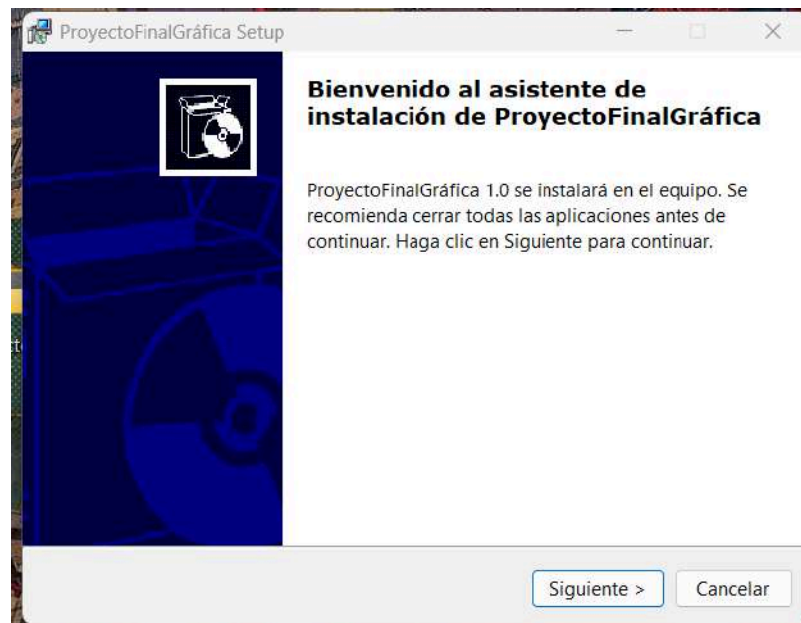 ProyectoFinalGráfica Setup
Bienvenido al asistente de
instalación de ProyectoFinalGráfica
ProyectoFinalGráfica 1.0 se instalará en el equipo. Se
recomienda cerrar todas las aplicaciones antes de
continuar. Haga clic en Siguiente para continuar.
Siguiente >
Cancelar